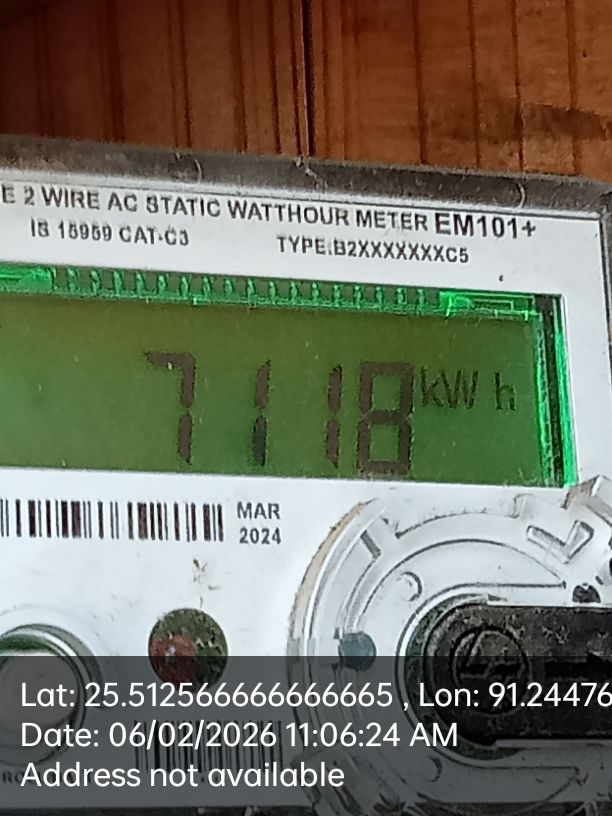 E 2 WIRE AC STATIC WATTHOUR METER EM101+
IS 15959 CAT-C3 TYPE:B2XXXXXXXC5
7118 kWh
MAR
2024
Lat: 25.512566666666665 , Lon: 91.24476
Date: 06/02/2026 11:06:24 AM
Address not available